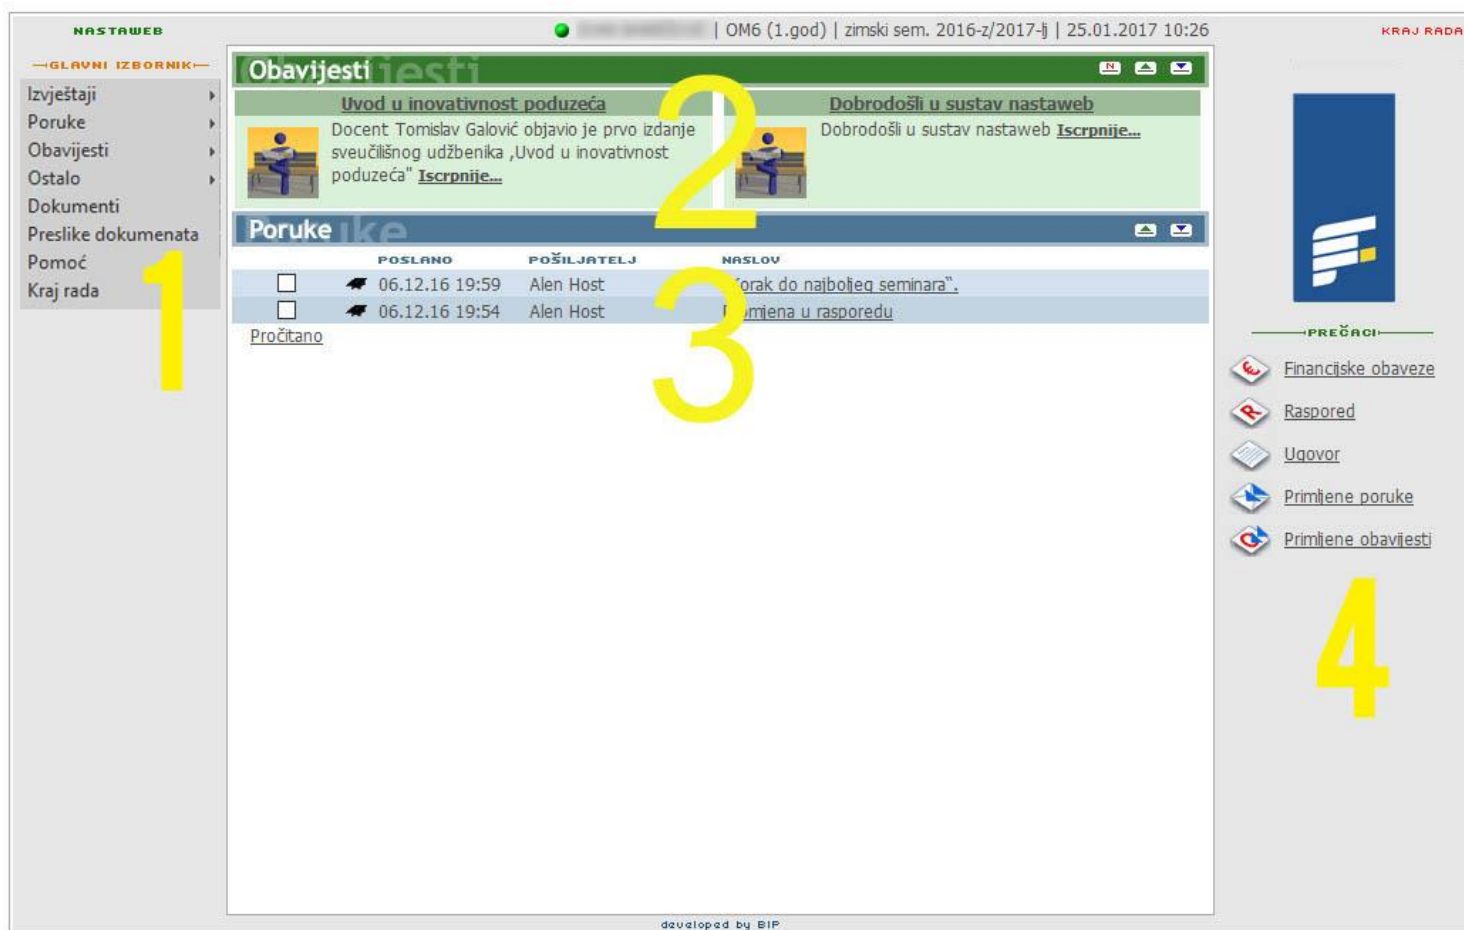 NASTAWEB
| OM6 (1.god) | zimski sem. 2016-z/2017-lj | 25.01.2017 10:26
KRAJ RADA
GLAVNI IZBORNIK
Izvještaji
Poruke
Obavijesti
Ostalo
Dokumenti
Preslike dokumenata
Pomoć
Kraj rada
1
Obavijesti
N
Uvod u inovativnost poduzeća
Docent Tomislav Galović objavio je prvo izdanje
sveučilišnog udžbenika „Uvod u inovativnost
poduzeća" Iscrpnije...
Dobrodošli u sustav nastaweb
Dobrodošli u sustav nastaweb Iscrpnije...
2
Poruke
POSLANO POŠILJATELJ NASLOV
06.12.16 19:59 Alen Host do najboljeg seminara“.
06.12.16 19:54 Alen Host u rasporedu
Pročitano
3
PREČACI
Financijske obaveze
Raspored
Ugovor
Primljene poruke
Primljene obavijesti
4
developed by BIP